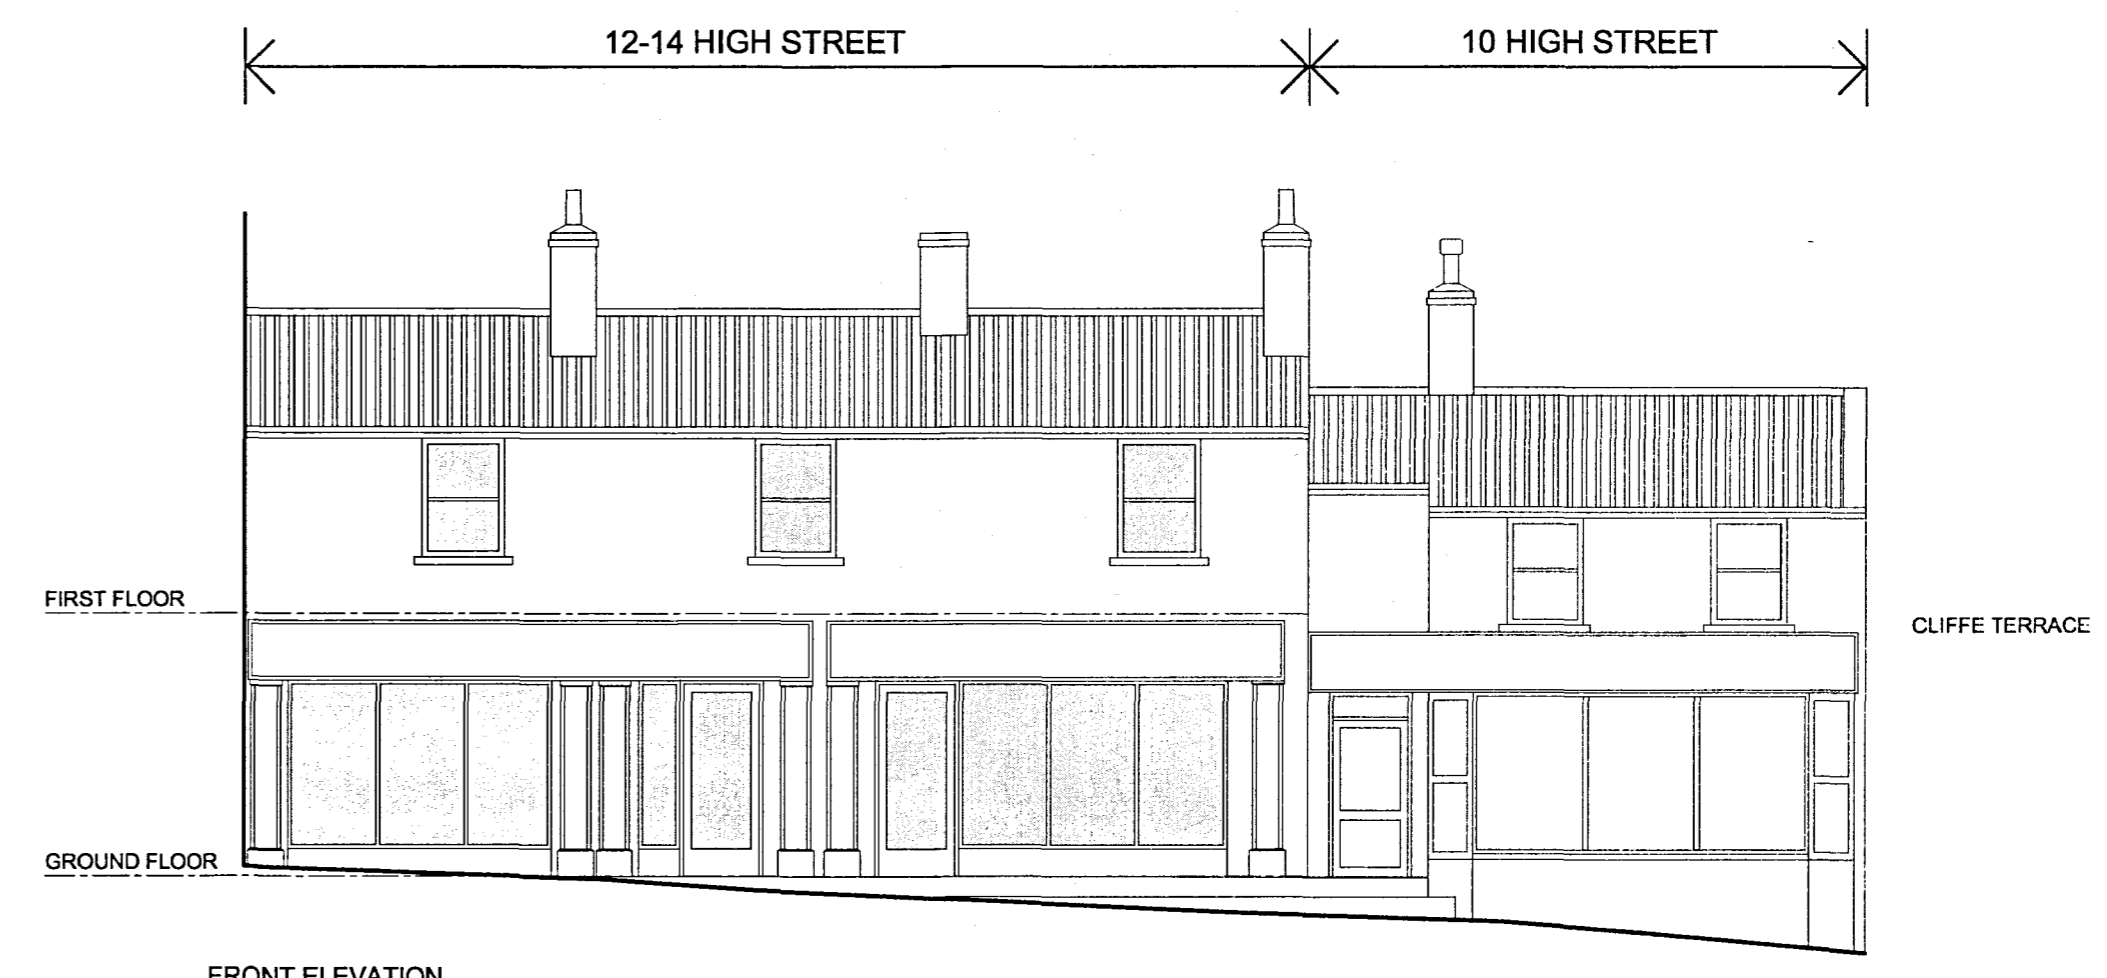 12-14 HIGH STREET
10 HIGH STREET
FIRST FLOOR
CLIFFE TERRACE
GROUND FLOOR
FRONT ELEVATION